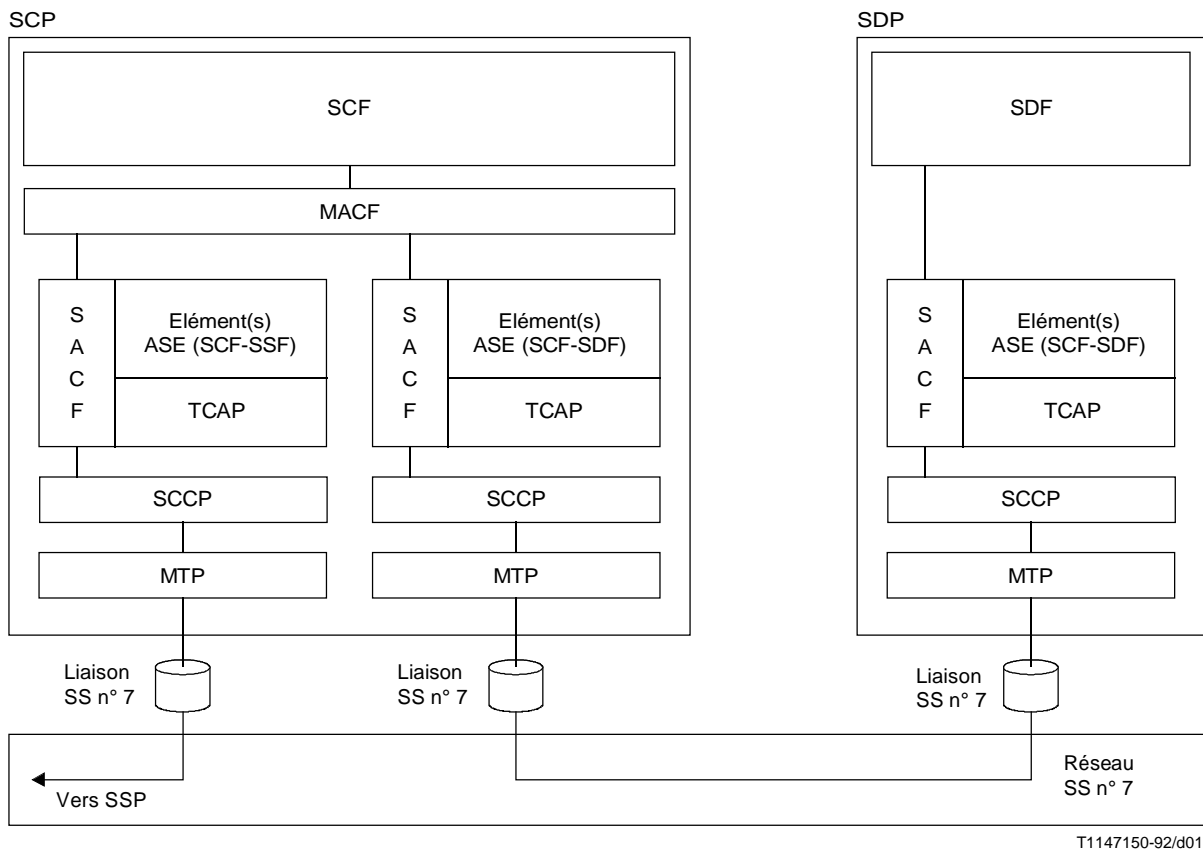 SCP
SDP
SCF
SDF
MACF
S
A
C
F
Elément(s)
ASE (SCF-SSF)
TCAP
S
A
C
F
Elément(s)
ASE (SCF-SDF)
TCAP
S
A
C
F
Elément(s)
ASE (SCF-SDF)
TCAP
SCCP
SCCP
SCCP
MTP
MTP
MTP
Liaison
SS n° 7
Liaison
SS n° 7
Liaison
SS n° 7
Vers SSP
Réseau
SS n° 7
T1147150-92/d01